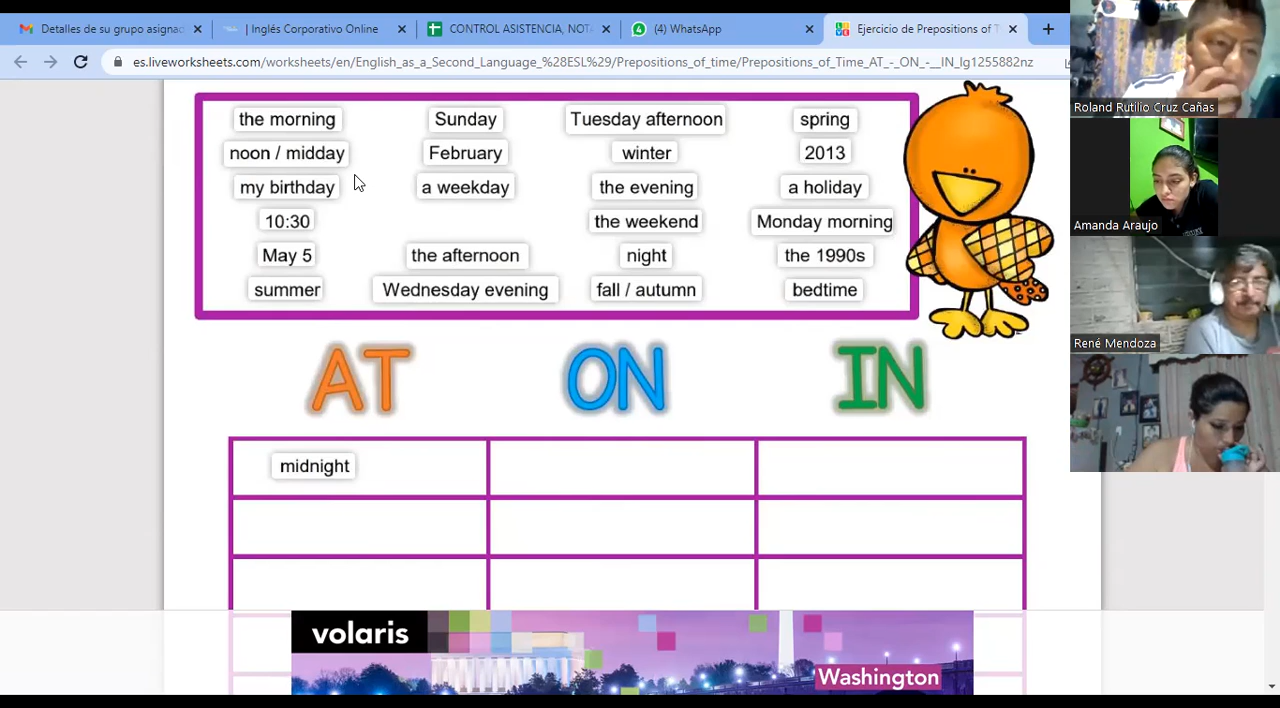 Detalles de su grupo asignad
| Inglés Corporativo Online
CONTROL ASISTENCIA, NOT
(4) WhatsApp
Ejercicio de Prepositions of T
es.liveworksheets.com/worksheets/en/English_as_a_Second_Language_%28ESL%29/Prepositions_of_time/Prepositions_of_Time_AT_-_ON_-__IN_lg1255882nz
the morning Sunday Tuesday afternoon spring
noon / midday February winter 2013
my birthday a weekday the evening a holiday
10:30 the weekend Monday morning
May 5 the afternoon night the 1990s
summer Wednesday evening fall / autumn bedtime
AT ON IN
midnight
volaris
Washington
Roland Rutilio Cruz Cañas
Amanda Araujo
René Mendoza